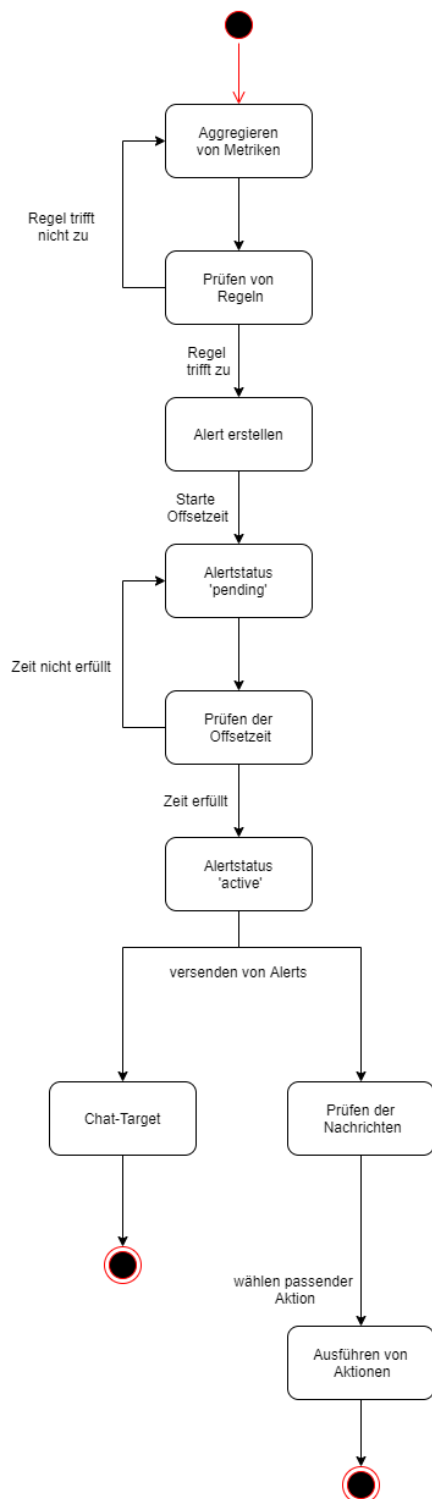 Aggregieren
von Metriken
Regel trifft
nicht zu
Prüfen von
Regeln
Regel
trifft zu
Alert erstellen
Starte
Offsetzeit
Alertstatus
'pending'
Zeit nicht erfüllt
Prüfen der
Offsetzeit
Zeit erfüllt
Alertstatus
'active'
versenden von Alerts
Chat-Target
Prüfen der
Nachrichten
wählen passender
Aktion
Ausführen von
Aktionen